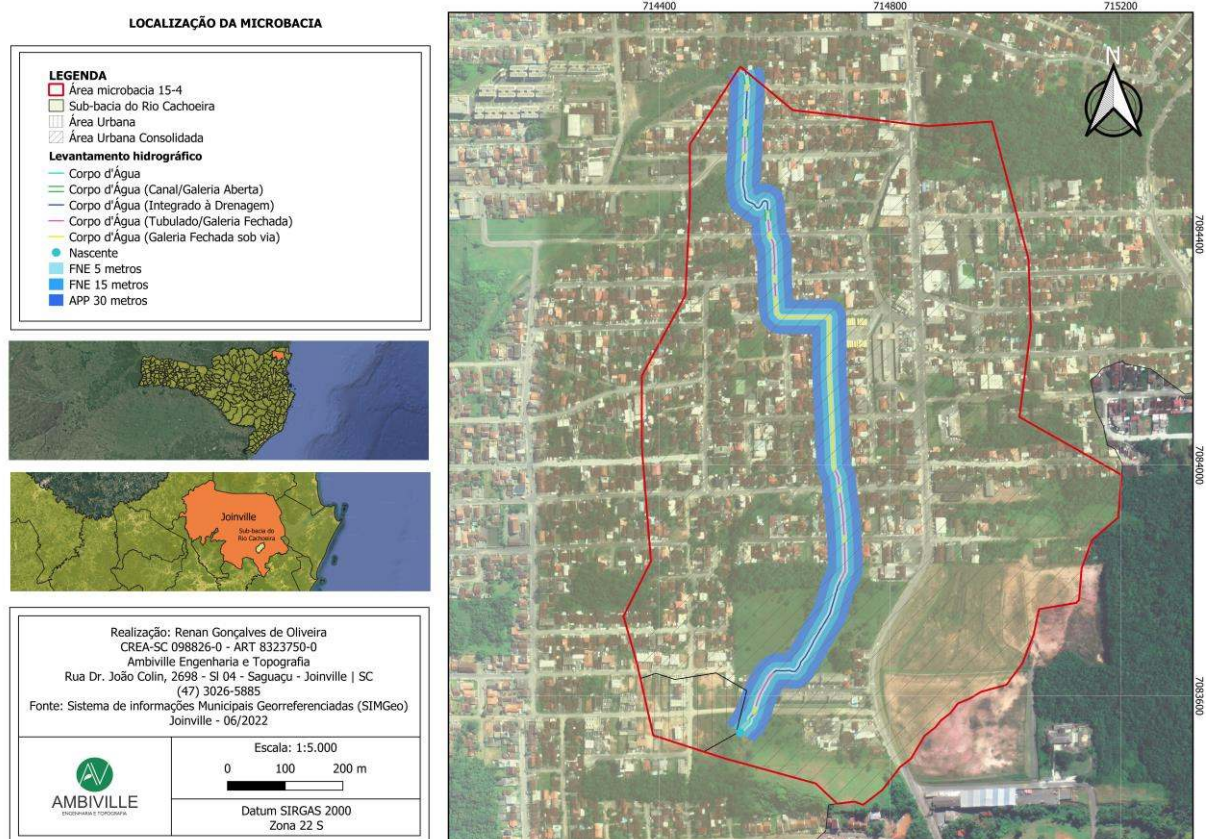 LOCALIZAÇÃO DA MICROBACIA
LEGENDA
Área microbacia 15-4
Sub-bacia do Rio Cachoeira
Área Urbana
Área Urbana Consolidada
Levantamento hidrográfico
Corpo d'Água
Corpo d'Água (Canal/Galeria Aberta)
Corpo d'Água (Integrado à Drenagem)
Corpo d'Água (Tubulado/Galeria Fechada)
Corpo d'Água (Galeria Fechada sob via)
Nascente
FNE 5 metros
FNE 15 metros
APP 30 metros
Joinville
Sub-bacia do
Rio Cachoeira
Realização: Renan Gonçalves de Oliveira
CREA-SC 098826-0 - ART 8323750-0
Ambiville Engenharia e Topografia
Rua Dr. João Colin, 2698 - Sl 04 - Saguaçu - Joinville | SC
(47) 3026-5885
Fonte: Sistema de informações Municipais Georreferenciadas (SIMGeo)
Joinville - 06/2022
AV
AMBIVILLE
ENGENHARIA E TOPOGRAFIA
Escala: 1:5.000
0 100 200 m
Datum SIRGAS 2000
Zona 22 S
714400 714800 715200
N
7084400
7084000
7083600